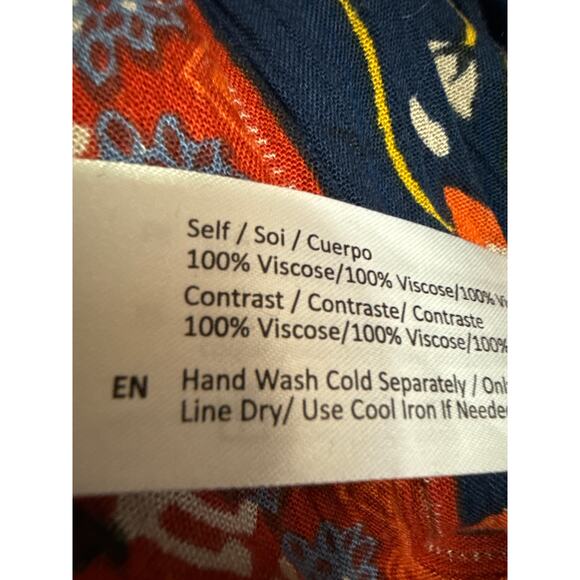 Self / Soi / Cuerpo
100% Viscose/100% Viscose/100%
Contrast / Contraste/ Contraste
100% Viscose/100% Viscose/100%
EN Hand Wash Cold Separately /
Line Dry/ Use Cool Iron If